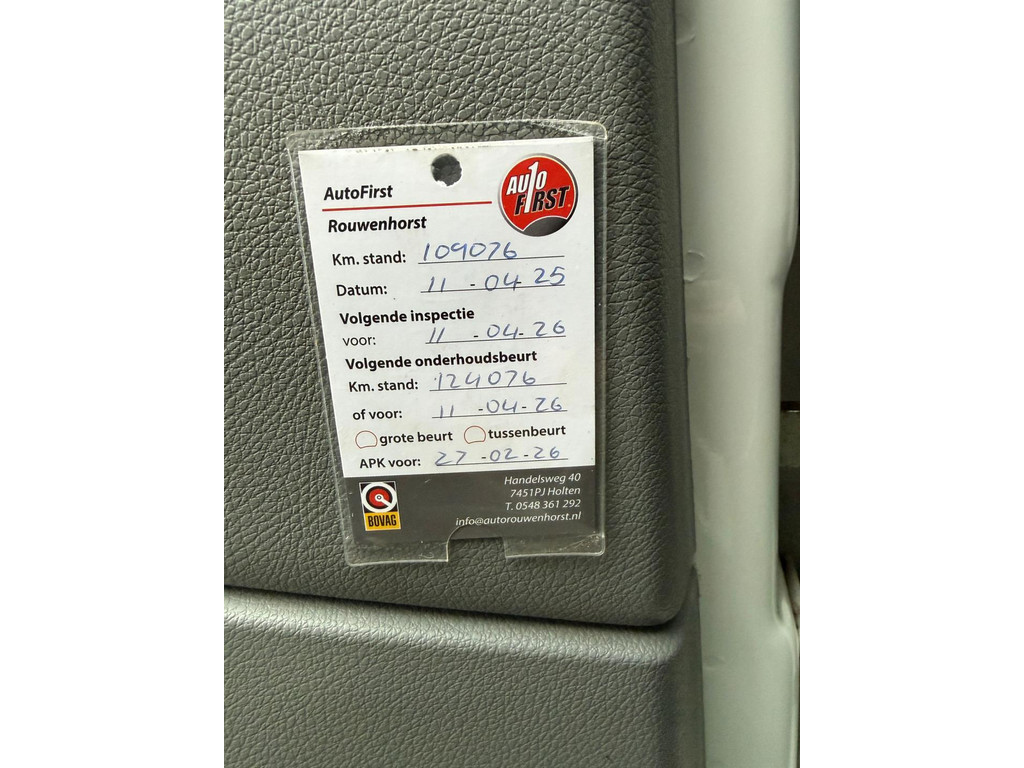 AutoFirst
AUTO
F1RST
Rouwenhorst
Km. stand: 109076
Datum: 11 - 04 25
Volgende inspectie
voor: 11 - 04 - 26
Volgende onderhoudsbeurt
Km. stand: 124076
of voor: 11 - 04 - 26
grote beurt tussenbeurt
APK voor: 27 - 02 - 26
Handelsweg 40
7451PJ Holten
T. 0548 361 292
info@autorouwenhorst.nl
BOVAG